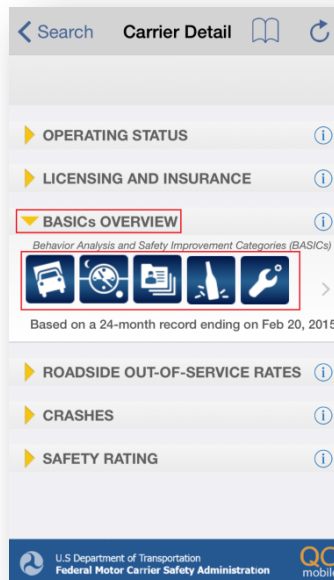 Search
Carrier Detail
OPERATING STATUS
LICENSING AND INSURANCE
BASICs OVERVIEW
Behavior Analysis and Safety Improvement Categories (BASICs)
Based on a 24-month record ending on Feb 20, 2015
ROADSIDE OUT-OF-SERVICE RATES
CRASHES
SAFETY RATING
U.S Department of Transportation
Federal Motor Carrier Safety Administration
QC
mobile